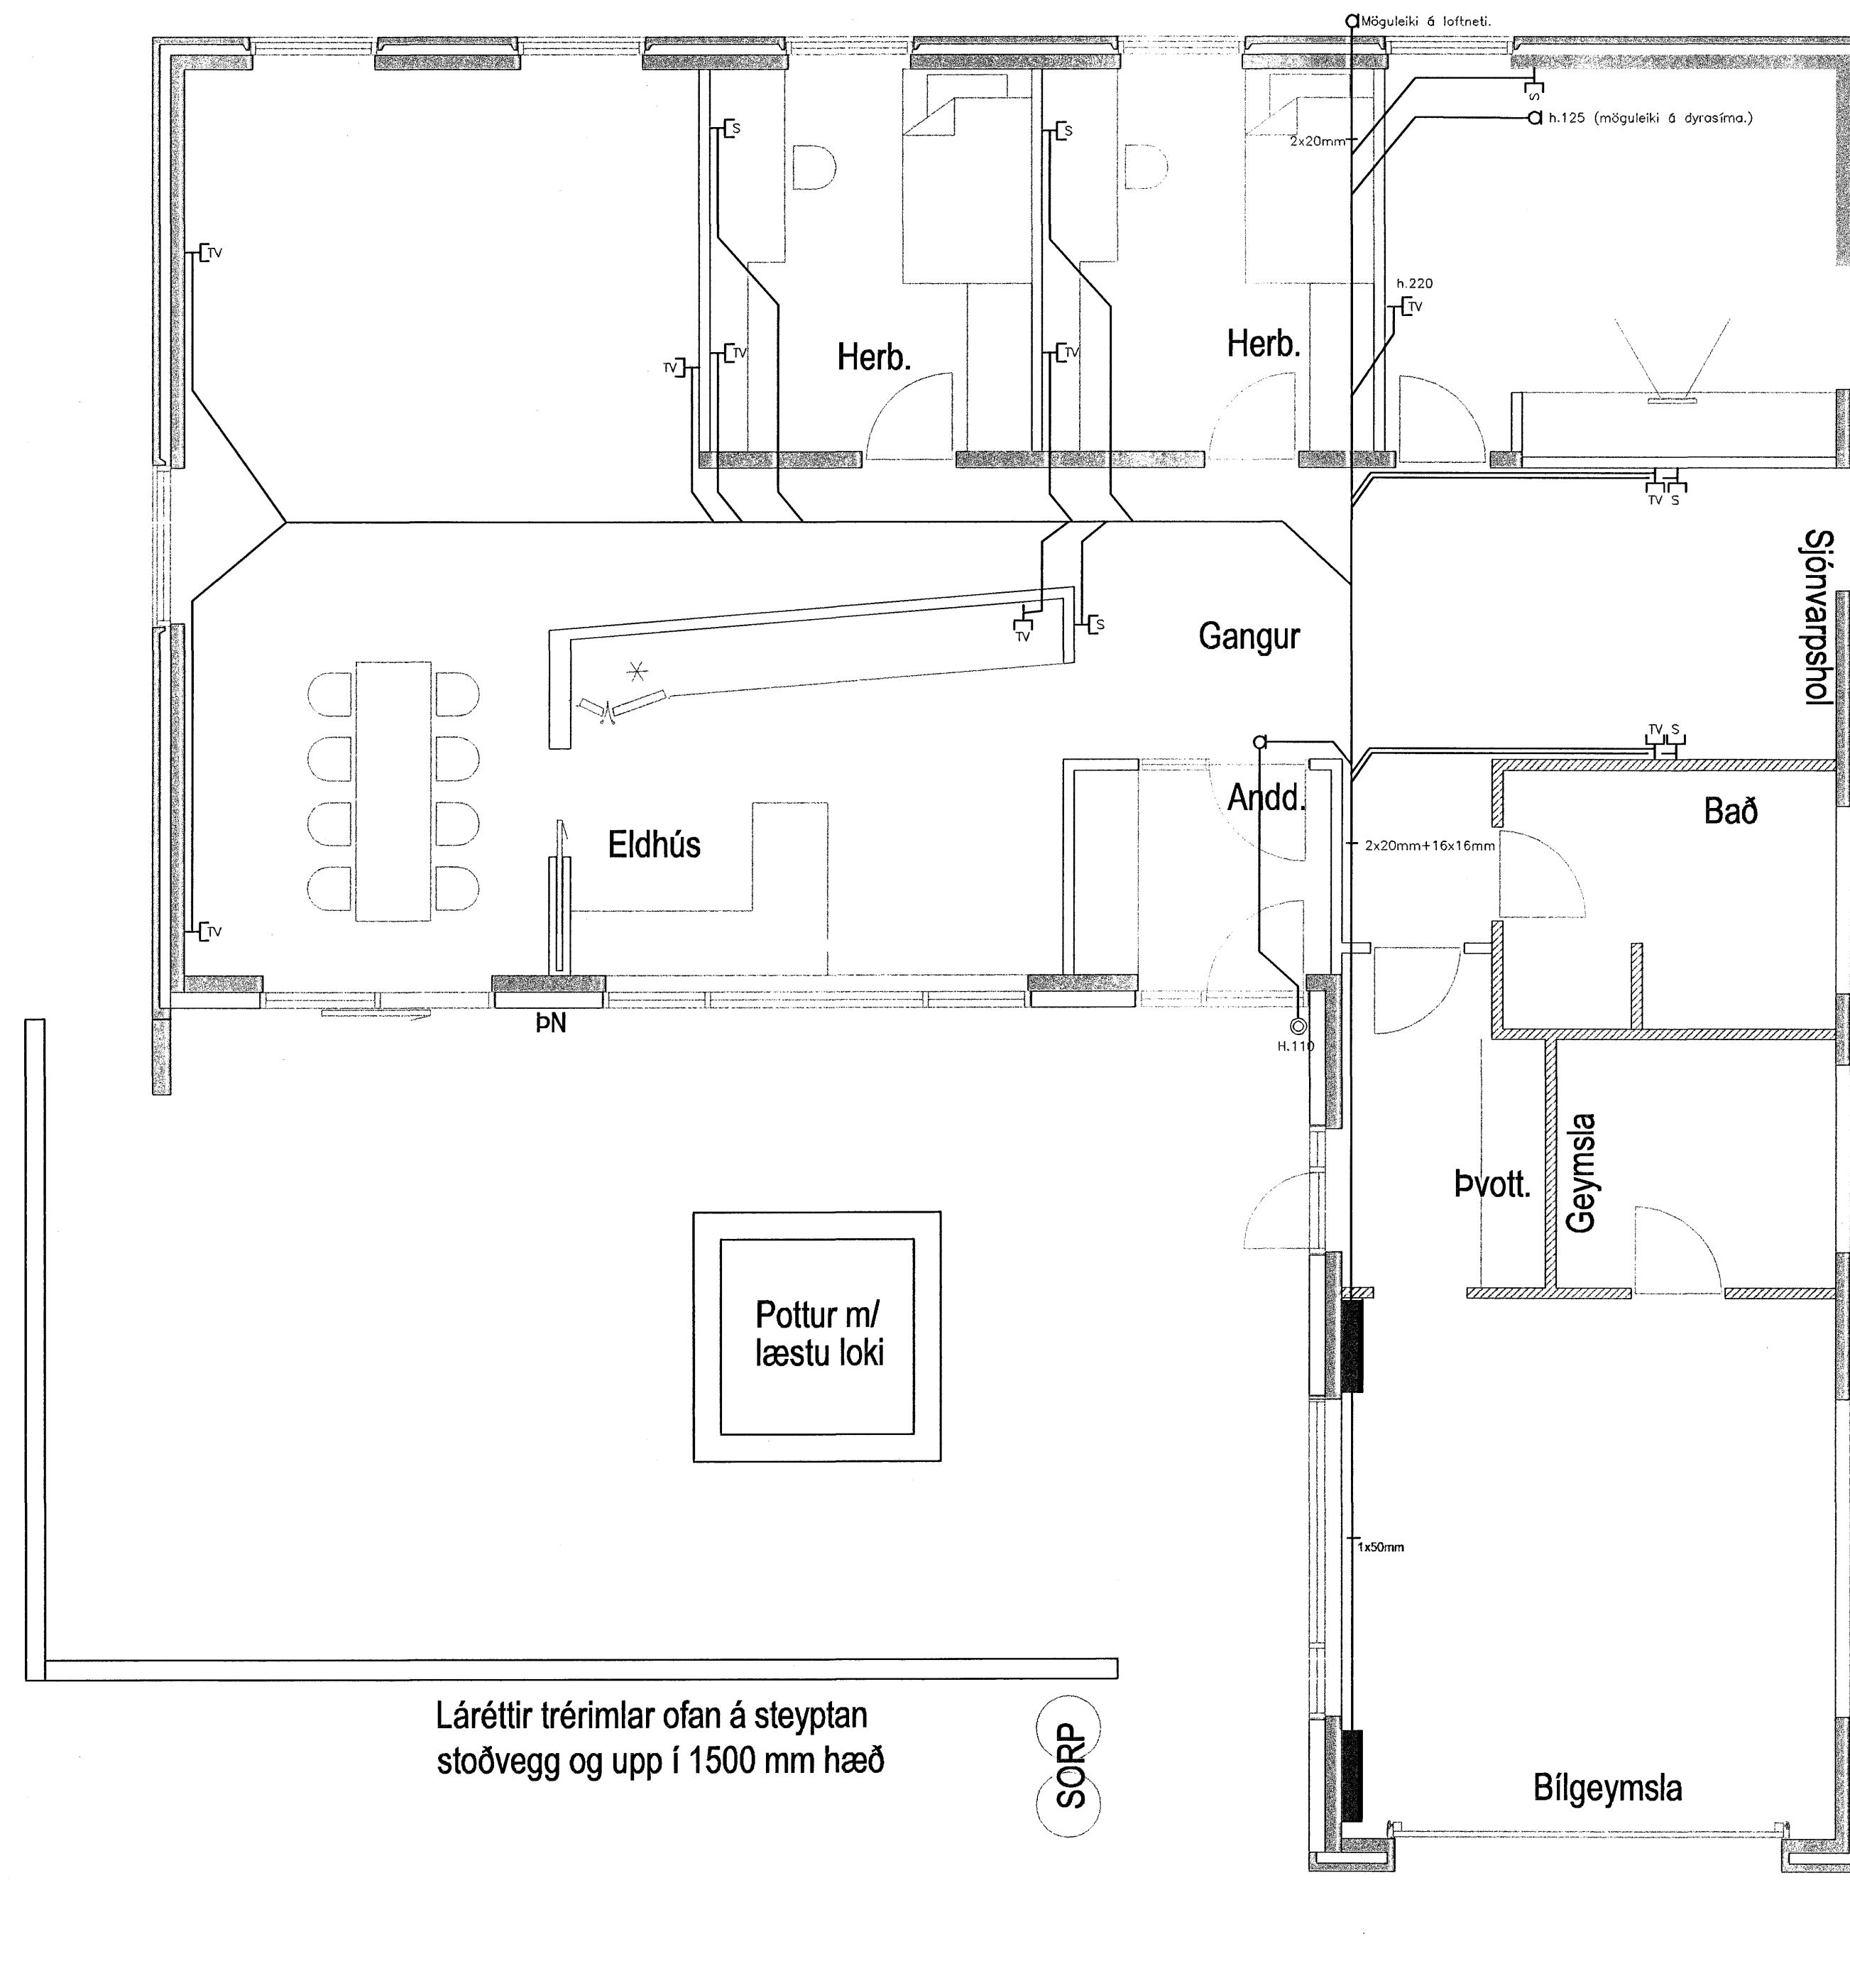 Möguleiki á loftneti.
S
h.125 (möguleiki á dyrasíma.)
2x20mm
S
S
TV
h.220
TV
TV
TV
TV
Herb.
Herb.
TV S
Sjónvarpshol
TV
S
Gangur
TV S
Andd.
Bað
Eldhús
2x20mm+16x16mm
TV
ÞN
H.110
Geymsla
Þvott.
Pottur m/
læstu loki
1x50mm
Láréttir trérimlar ofan á steyptan
stoðvegg og upp í 1500 mm hæð
SORP
Bílgeymsla